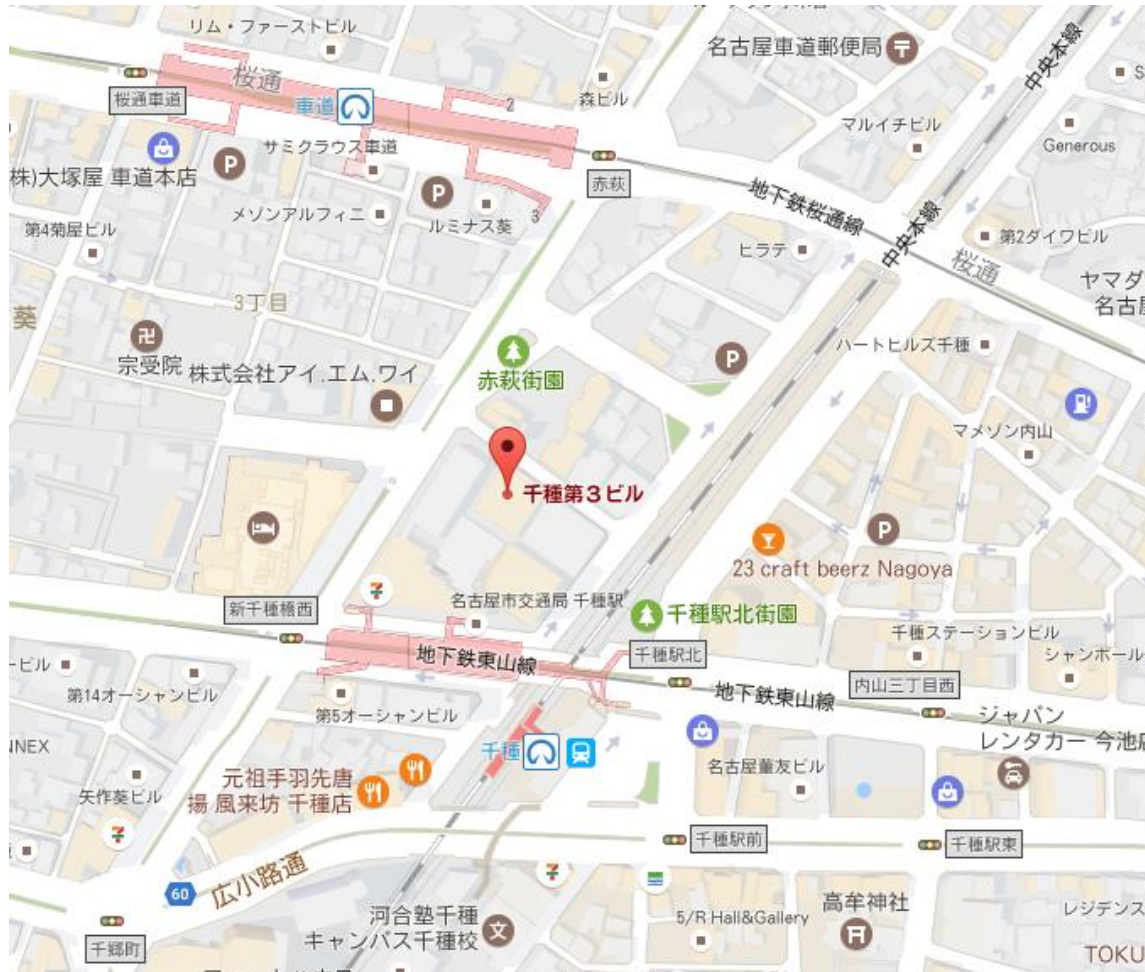 リム・ファーストビル
名古屋車道郵便局
中央本線
桜通
桜通車道
車道
2
森ビル
マルイチビル
Generous
サミクラウス車道
株)大塚屋 車道本店
P
P
赤萩
地下鉄桜通線
メゾンアルフィニ
ルミナス葵
3
第4菊屋ビル
ヒラテ
中央本線
第2ダイワビル
桜通
3丁目
葵
ヤマダ
名古屋
宗受院
株式会社アイ.エム.ワイ
赤萩街園
P
ハートヒルズ千種
マメゾン内山
千種第3ビル
P
23 craft beerz Nagoya
新千種橋西
名古屋市交通局 千種駅
千種駅北街園
千種ステーションビル
シャンボール
地下鉄東山線
千種駅北
ービル
第14オーシャンビル
第5オーシャンビル
地下鉄東山線
内山三丁目西
ジャパン
レンタカー 今池店
NNEX
千種
元祖手羽先唐
揚 風来坊 千種店
名古屋菫友ビル
矢作葵ビル
千種駅前
千種駅東
60
広小路通
河合塾千種
キャンパス千種校
文
5/R Hall&Gallery
高牟神社
レジデンス
千郷町
TOKU